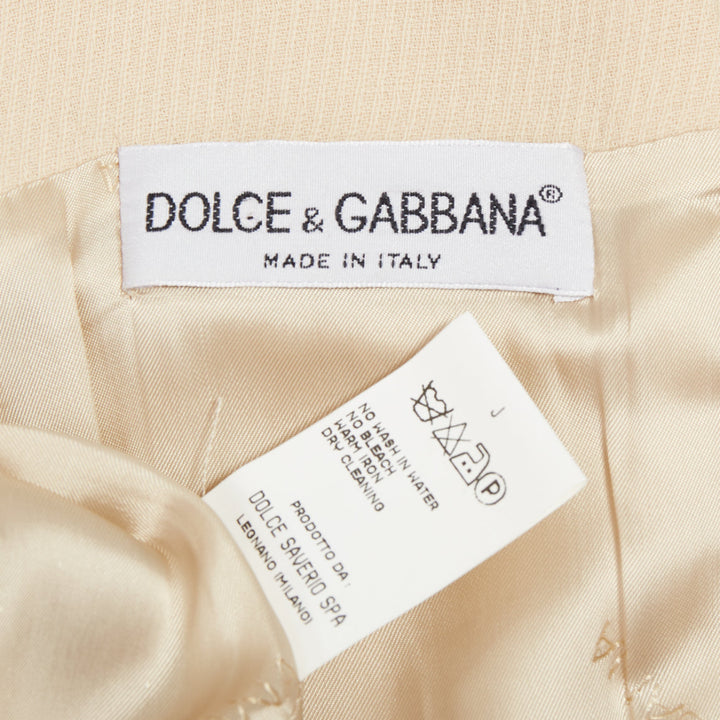 DOLCE & GABBANA®
MADE IN ITALY
J
P
NO WASH IN WATER
NO BLEACH
WARM IRON
DRY CLEANING
PRODOTTO DA:
DOLCE SAVERIO SPA
LEGNANO (MILANO)